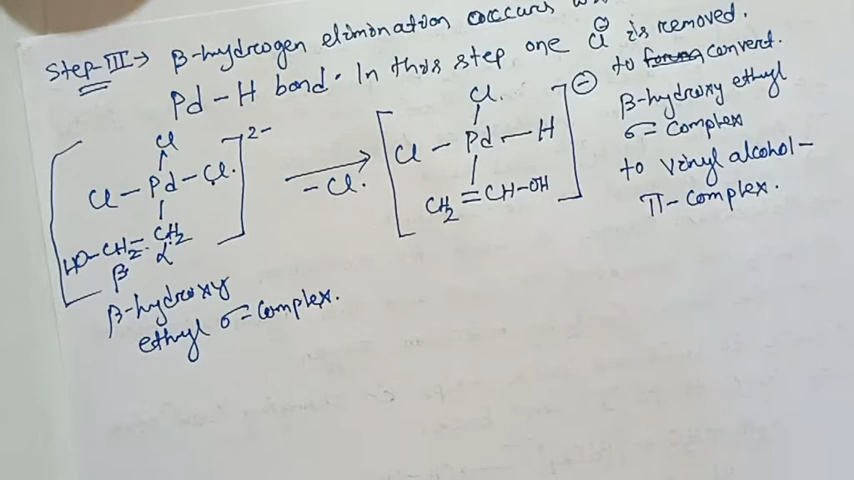 Step-III → β-hydrogen elimination occurs
Pd-H bond. In this step one Cl⁻ is removed.
to convert.
β-hydroxy ethyl
σ-complex
to vinyl alcohol-
π-complex.
[ Cl ]2-
Cl-Pd-Cl.
HO-CH2-CH2
β α
-Cl.
[ Cl. ]⊖
Cl-Pd-H
CH2=CH-OH
β-hydroxy
ethyl σ-complex.